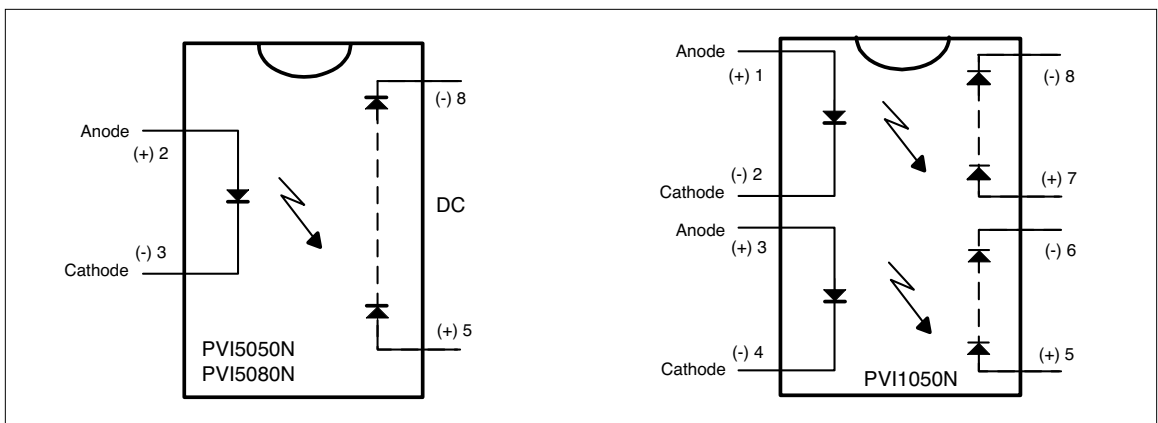 Anode
(+) 2
(-) 3
Cathode
(-) 8
DC
(+) 5
PVI5050N
PVI5080N
Anode
(+) 1
(-) 2
Cathode
Anode
(+) 3
(-) 4
Cathode
(-) 8
(+) 7
(-) 6
(+) 5
PVI1050N